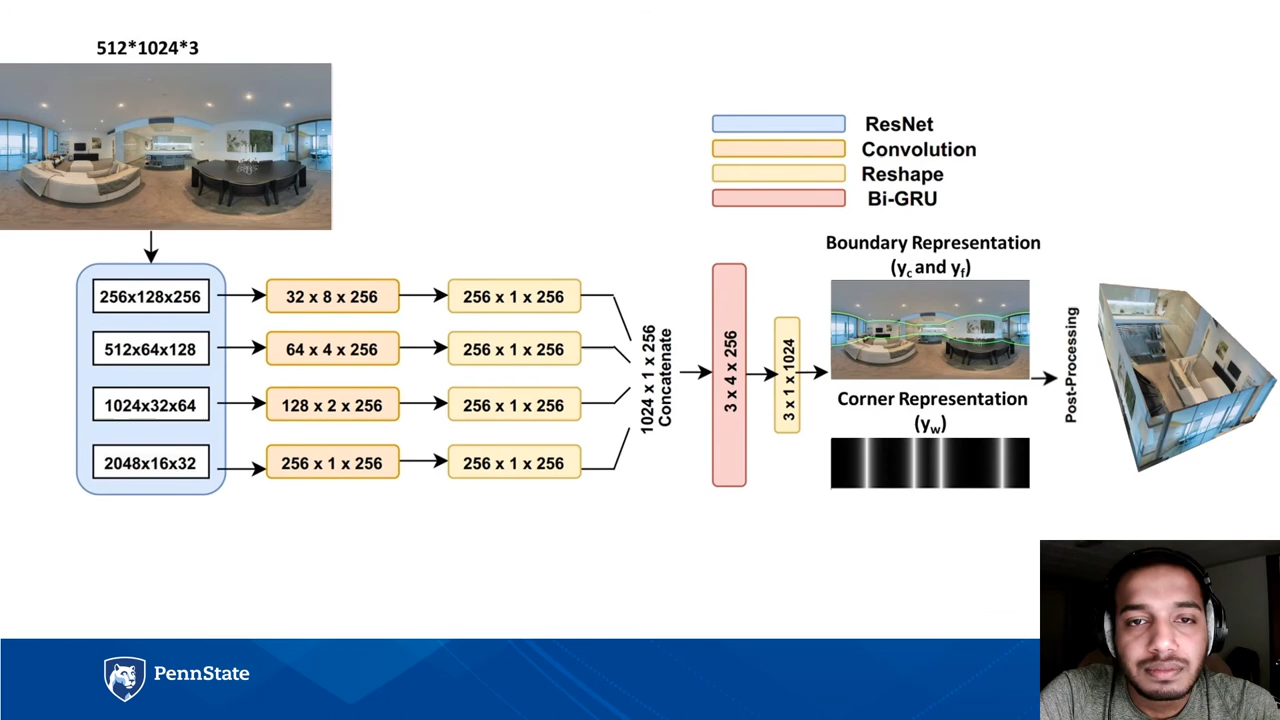 512*1024*3
ResNet
Convolution
Reshape
Bi-GRU
256x128x256
32 x 8 x 256
256 x 1 x 256
512x64x128
64 x 4 x 256
256 x 1 x 256
1024x32x64
128 x 2 x 256
256 x 1 x 256
2048x16x32
256 x 1 x 256
256 x 1 x 256
1024 x 1 x 256
Concatenate
3 x 4 x 256
3 x 1 x 1024
Boundary Representation
(yc and yf)
Corner Representation
(yw)
Post-Processing
PennState